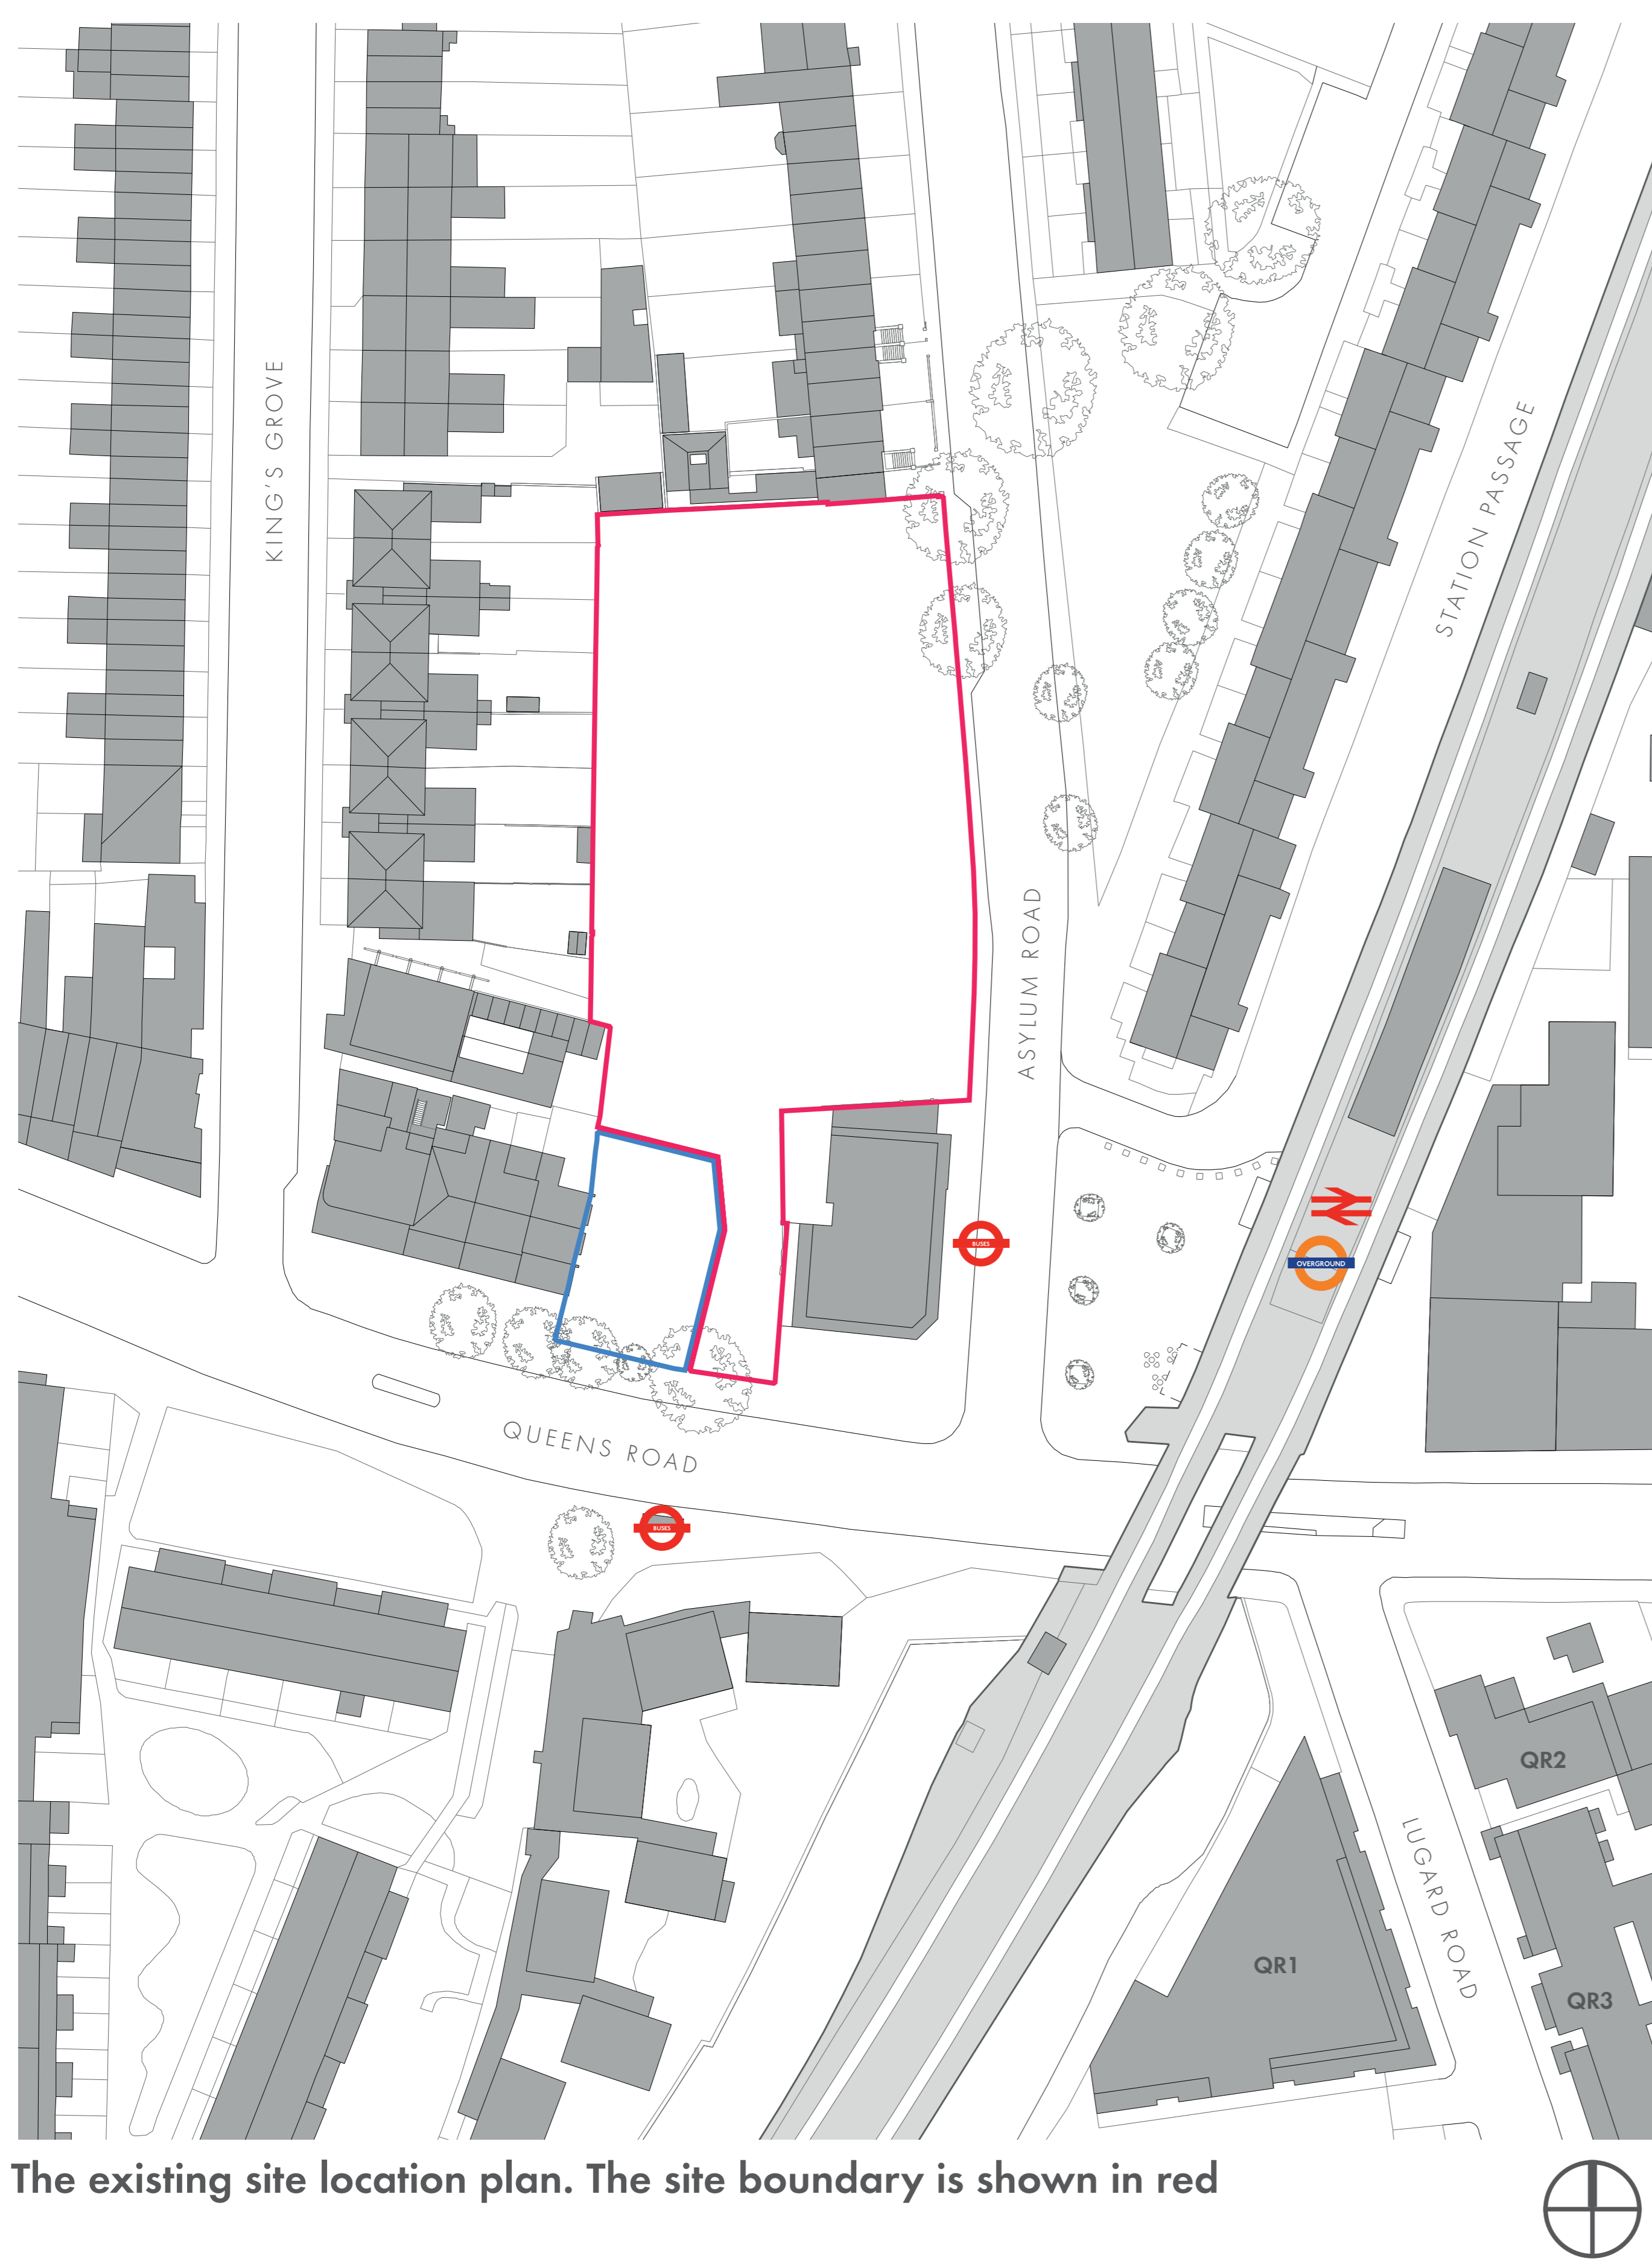 KING'S GROVE
STATION PASSAGE
ASYLUM ROAD
BUSES
OVERGROUND
QUEENS ROAD
BUSES
QR2
LUGARD ROAD
QR1
QR3
The existing site location plan. The site boundary is shown in red